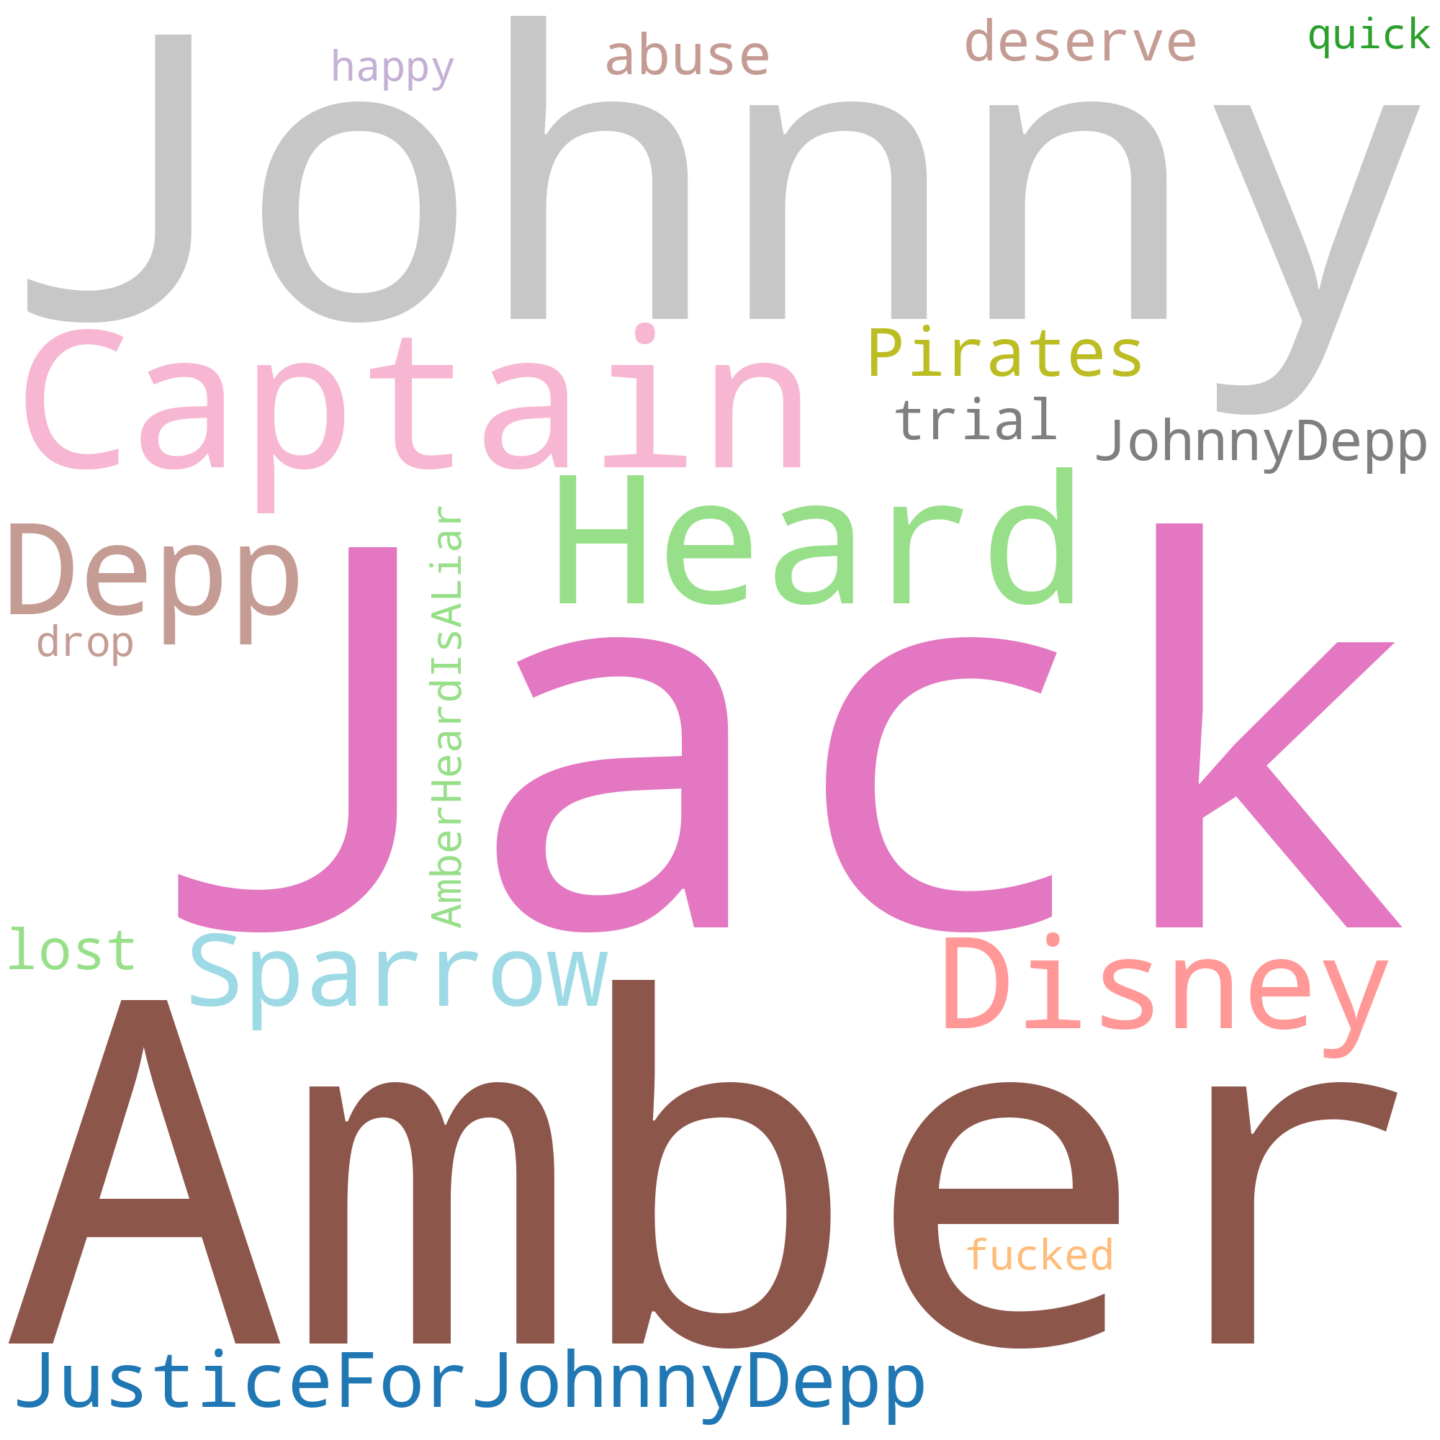 happy abuse deserve quick
Johnny
Captain Pirates
trial
JohnnyDepp
Heard
Depp
AmberHeardIsALiar
drop
Jack
lost Sparrow Disney
Amber
fucked
JusticeForJohnnyDepp